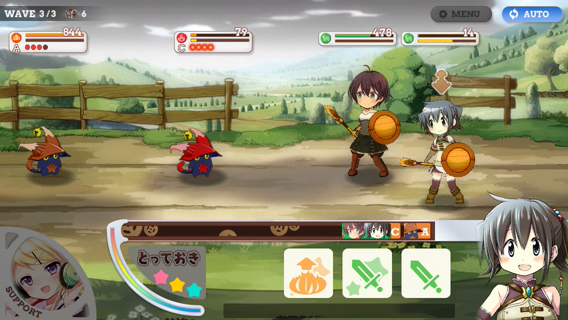 WAVE 3/3
6
MENU
AUTO
844
A
79
C
478
14
C
A
とっておき
SUPPORT